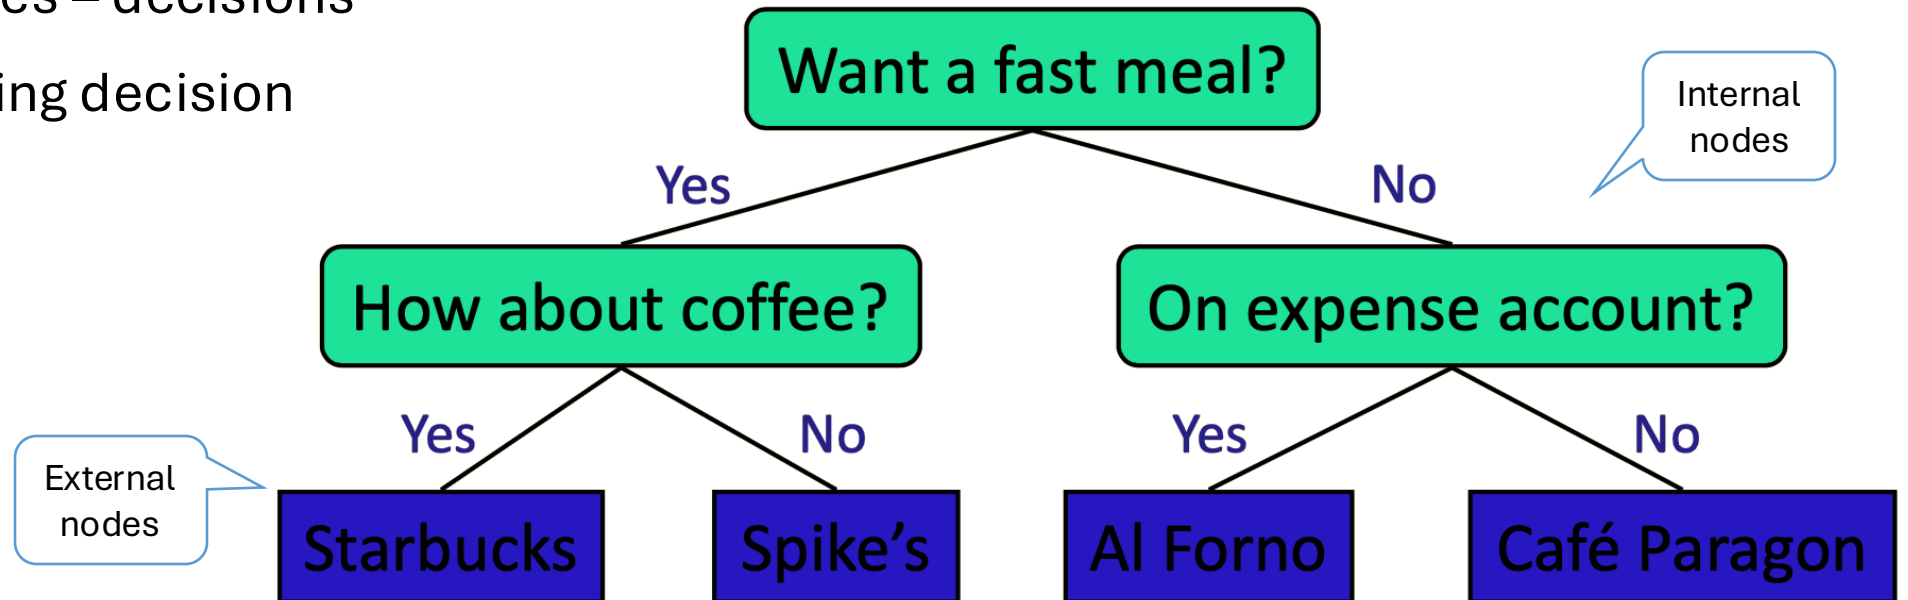 – decisions
decision
Want a fast meal?
Internal
nodes
Yes
No
How about coffee?
On expense account?
Yes
No
Yes
No
External
nodes
Starbucks
Spike’s
Al Forno
Café Paragon